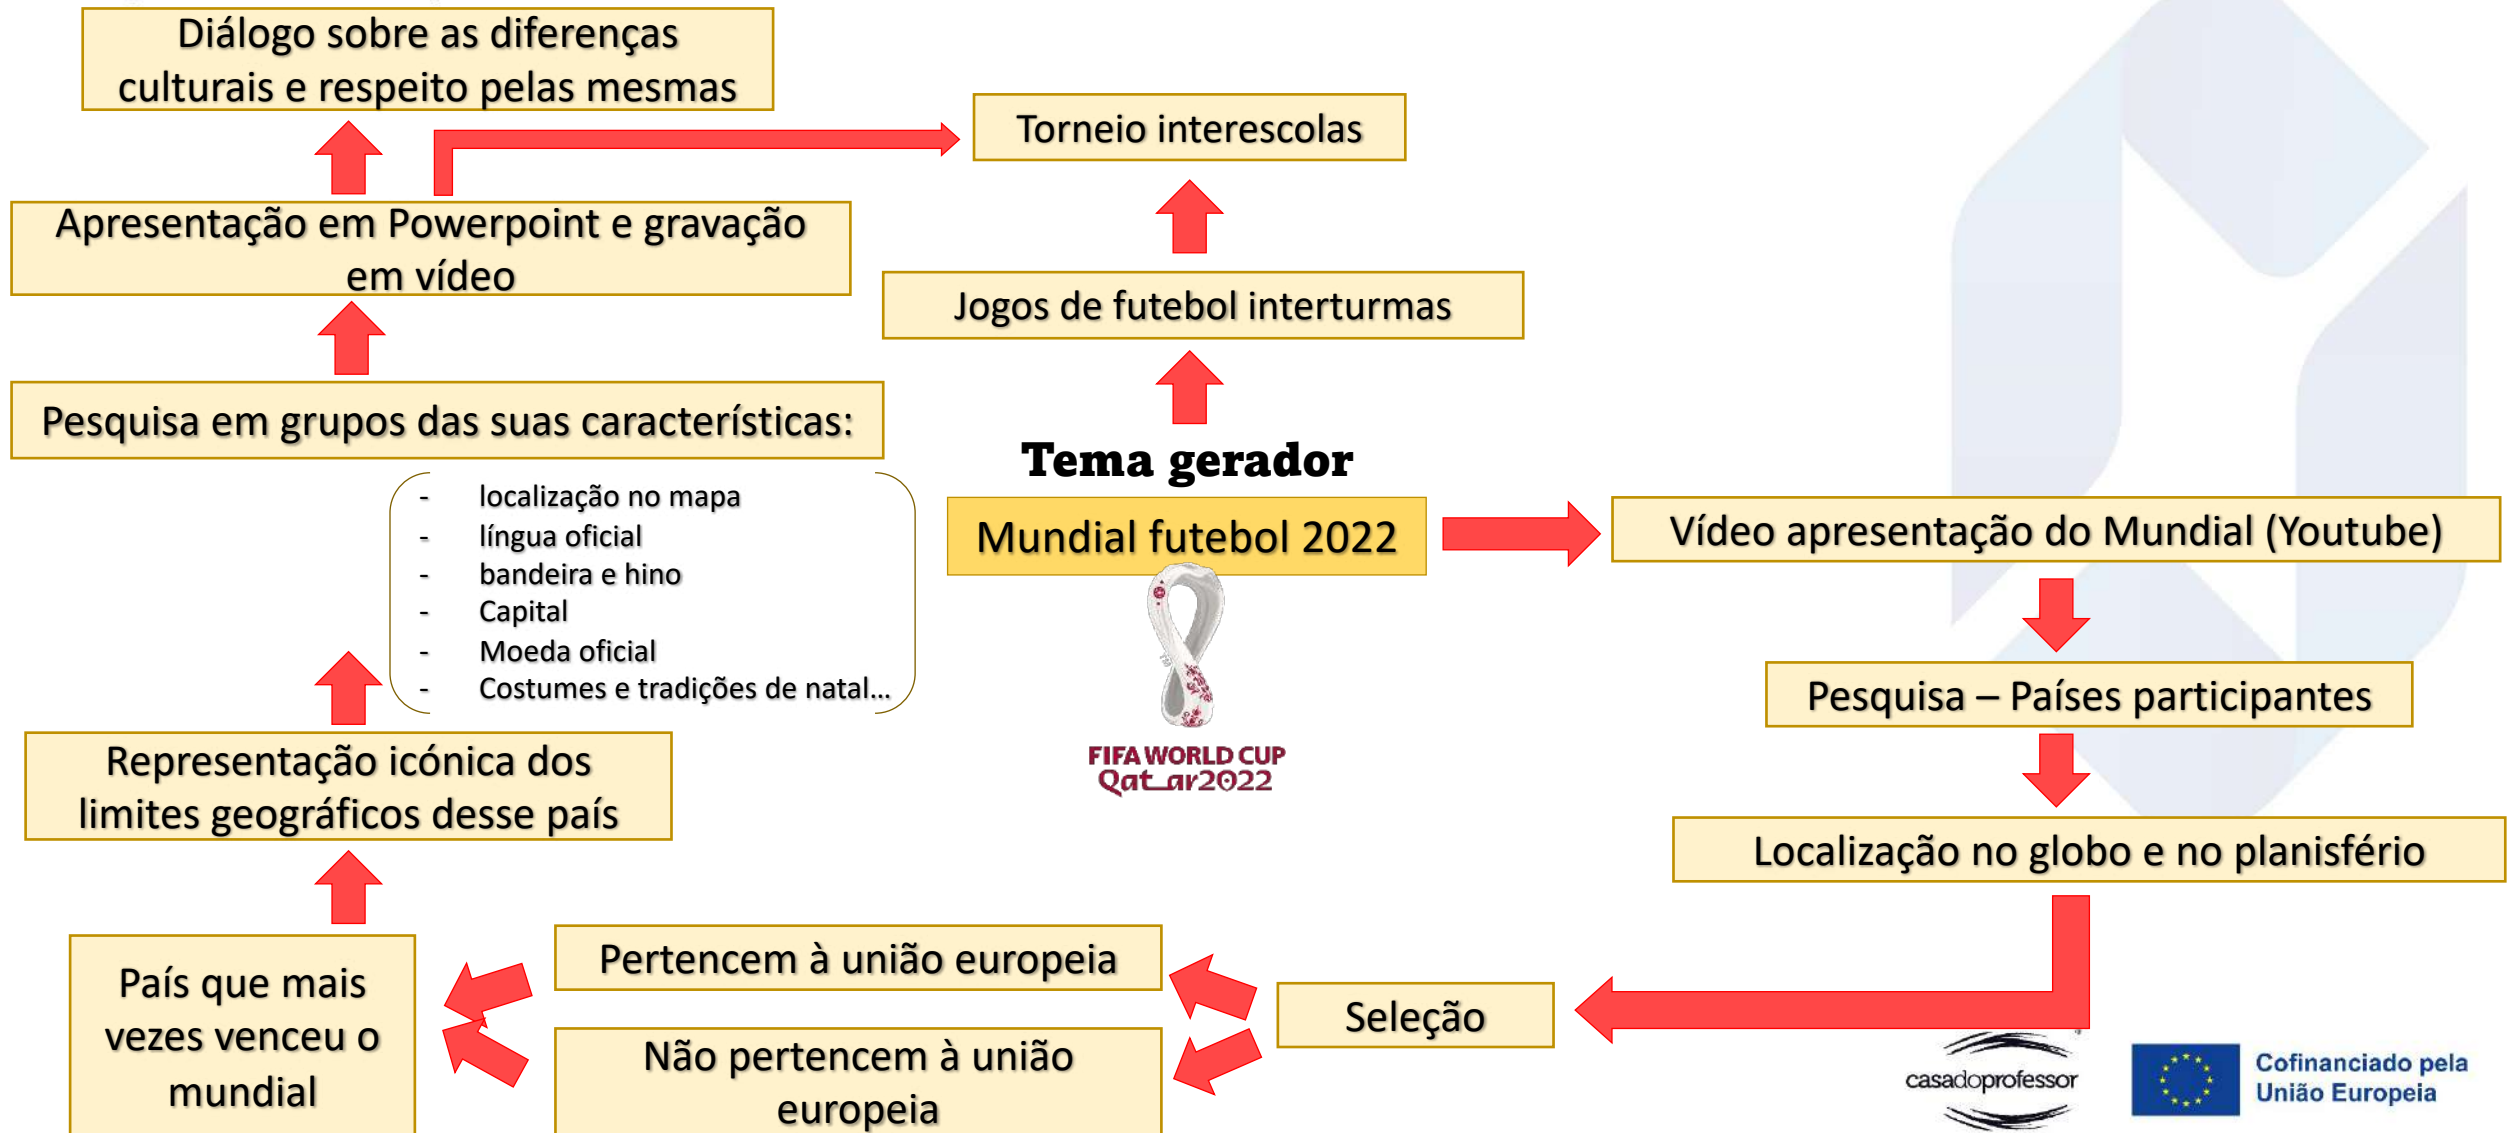 Diálogo sobre as diferenças
culturais e respeito pelas mesmas
Torneio interescolas
Apresentação em Powerpoint e gravação
em vídeo
Jogos de futebol interturmas
Pesquisa em grupos das suas características:
- localização no mapa
- língua oficial
- bandeira e hino
- Capital
- Moeda oficial
- Costumes e tradições de natal...
Tema gerador
Mundial futebol 2022
FIFA WORLD CUP
Qatar2022
Vídeo apresentação do Mundial (Youtube)
Pesquisa – Países participantes
Localização no globo e no planisfério
Representação icónica dos
limites geográficos desse país
País que mais
vezes venceu o
mundial
Pertencem à união europeia
Não pertencem à união
europeia
Seleção
casadoprofessor
Cofinanciado pela
União Europeia